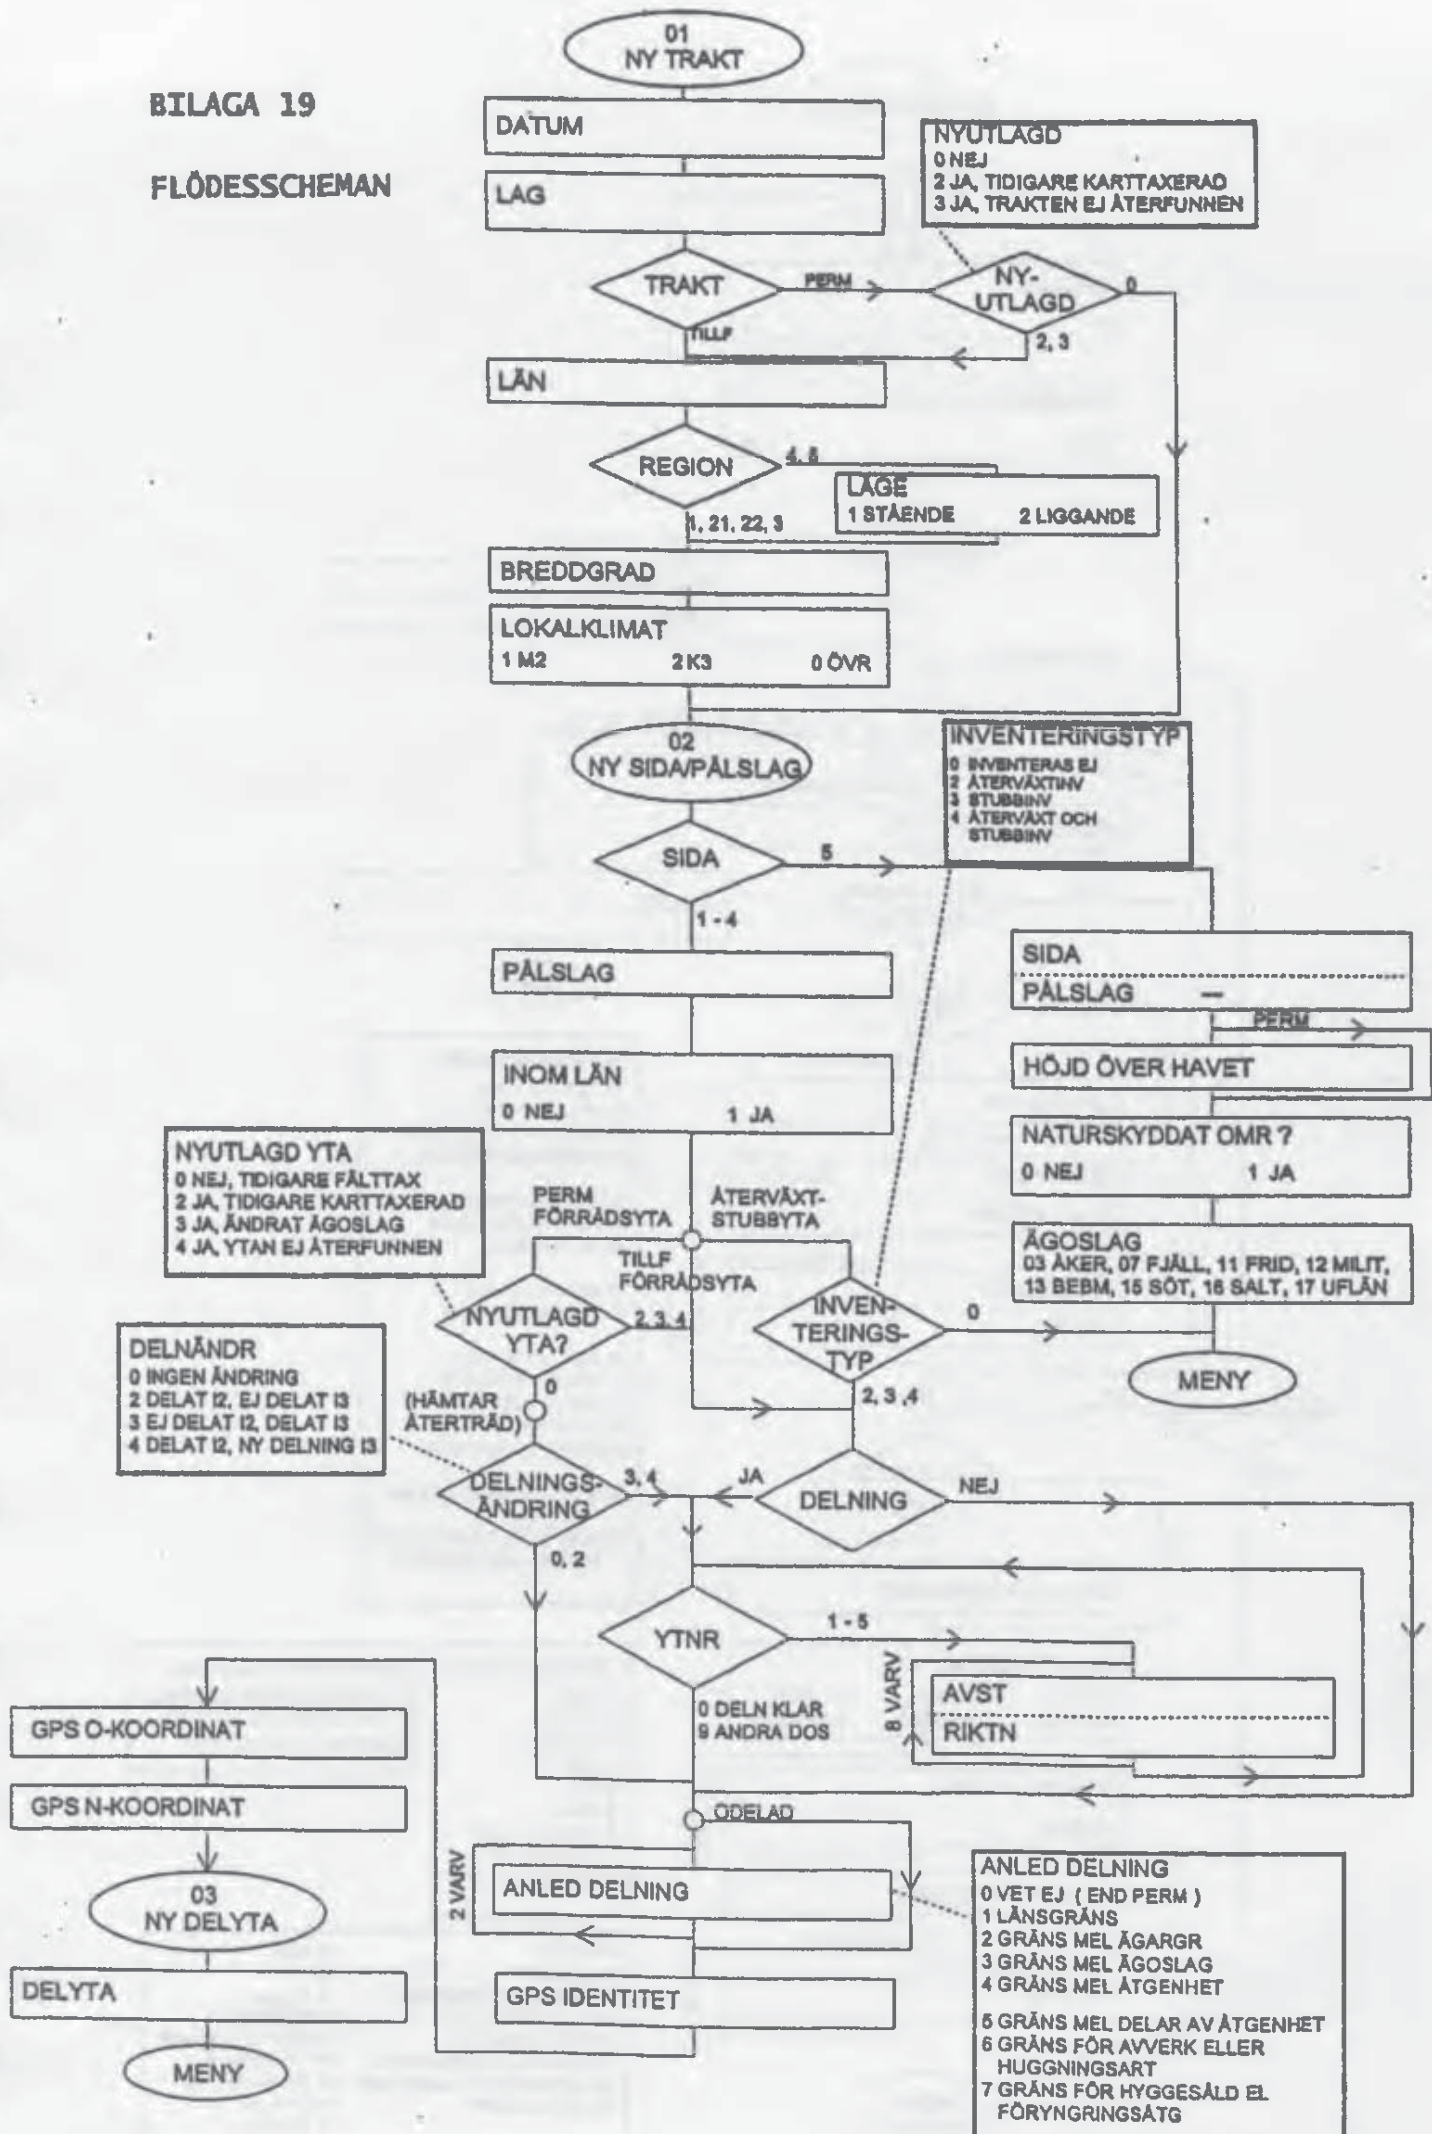 BILAGA 19
FLÖDESSCHEMAN
01
NY TRAKT
DATUM
LAG
NYUTLAGD
0 NEJ
2 JA, TIDIGARE KARTTAXERAD
3 JA, TRAKTEN EJ ÅTERFUNNEN
TRAKT
PERM
NY-
UTLAGD
0
TILLF
2, 3
LÄN
REGION
4, 5
LÄGE
1 STÅENDE 2 LIGGANDE
1, 21, 22, 3
BREDDGRAD
LOKALKLIMAT
1 M2 2 K3 0 ÖVR
02
NY SIDA/PÅLSLAG
INVENTERINGSTYP
0 INVENTERAS EJ
2 ÅTERVÄXTINV
3 STUBBINV
4 ÅTERVÄXT OCH
STUBBINV
SIDA
5
1 - 4
PÅLSLAG
SIDA
PÅLSLAG —
PERM
HÖJD ÖVER HAVET
INOM LÄN
0 NEJ 1 JA
NATURSKYDDAT OMR ?
0 NEJ 1 JA
NYUTLAGD YTA
0 NEJ, TIDIGARE FÄLTTAX
2 JA, TIDIGARE KARTTAXERAD
3 JA, ÄNDRAT ÄGOSLAG
4 JA, YTAN EJ ÅTERFUNNEN
PERM
FÖRRÅDSYTA
ÅTERVÄXT-
STUBBYTA
TILLF
FÖRRÅDSYTA
ÄGOSLAG
03 ÅKER, 07 FJÄLL, 11 FRID, 12 MILIT,
13 BEBM, 15 SÖT, 16 SALT, 17 UFLÄN
NYUTLAGD
YTA?
2, 3, 4
INVEN-
TERINGS-
TYP
0
MENY
DELNÄNDR
0 INGEN ÄNDRING
2 DELAT I2, EJ DELAT I3
3 EJ DELAT I2, DELAT I3
4 DELAT I2, NY DELNING I3
0
(HÄMTAR
ÅTERTRÄD)
2, 3 ,4
DELNINGS-
ÄNDRING
3, 4
JA
DELNING
NEJ
0, 2
YTNR
1 - 5
8 VARV
AVST
RIKTN
0 DELN KLAR
9 ANDRA DOS
GPS O-KOORDINAT
GPS N-KOORDINAT
ODELAD
2 VARV
ANLED DELNING
03
NY DELYTA
DELYTA
GPS IDENTITET
MENY
ANLED DELNING
0 VET EJ ( END PERM )
1 LÄNSGRÄNS
2 GRÄNS MEL ÄGARGR
3 GRÄNS MEL ÄGOSLAG
4 GRÄNS MEL ÅTGENHET
5 GRÄNS MEL DELAR AV ÅTGENHET
6 GRÄNS FÖR AVVERK ELLER
HUGGNINGSART
7 GRÄNS FÖR HYGGESÅLD EL
FÖRYNGRINGSÅTG